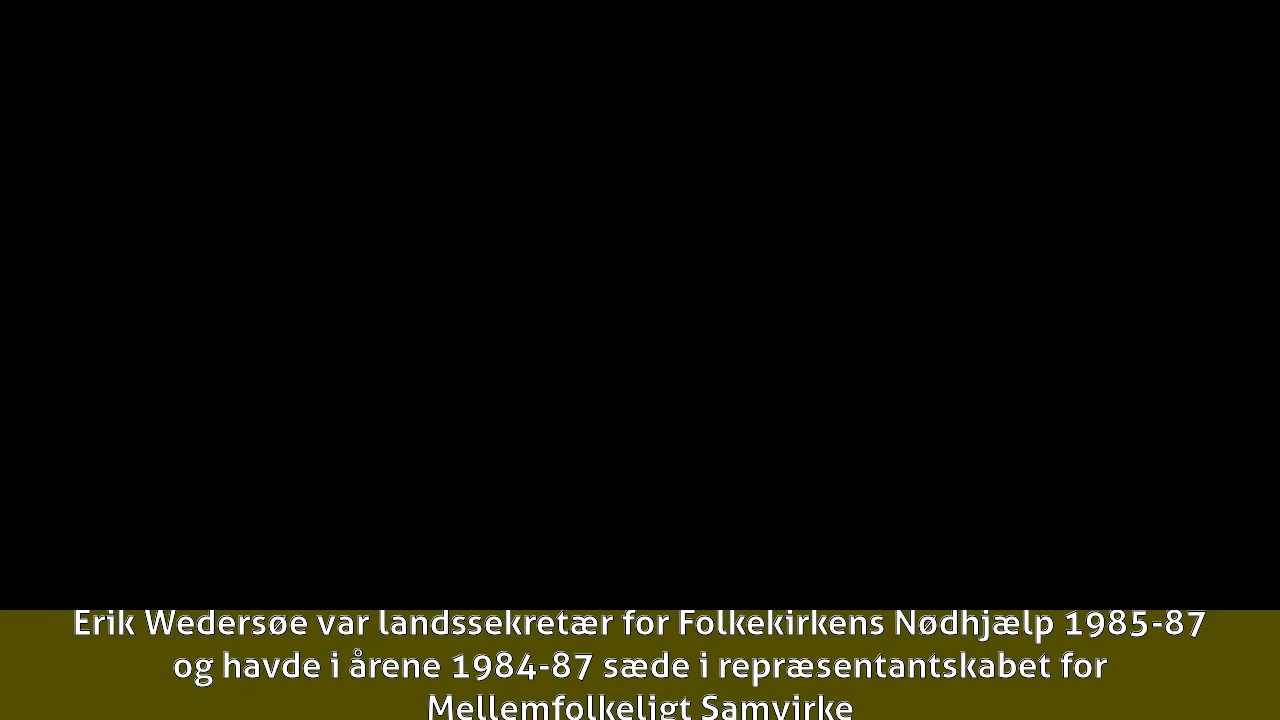 Erik Wedersøe var landssekretær for Folkekirkens Nødhjælp 1985-87
og havde i årene 1984-87 sæde i repræsentantskabet for
Mellemfolkeligt Samvirke